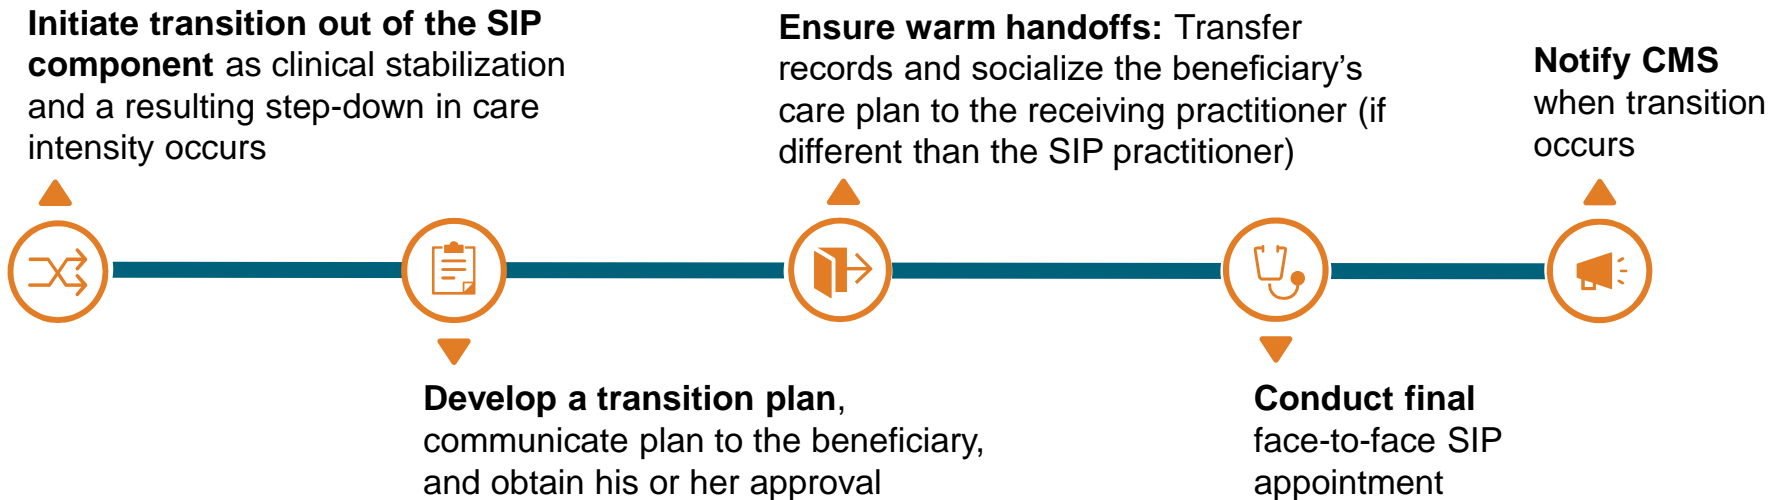 Initiate transition out of the SIP
component as clinical stabilization
and a resulting step-down in care
intensity occurs
Develop a transition plan,
communicate plan to the beneficiary,
and obtain his or her approval
Ensure warm handoffs: Transfer
records and socialize the beneficiary’s
care plan to the receiving practitioner (if
different than the SIP practitioner)
Conduct final
face-to-face SIP
appointment
Notify CMS
when transition
occurs